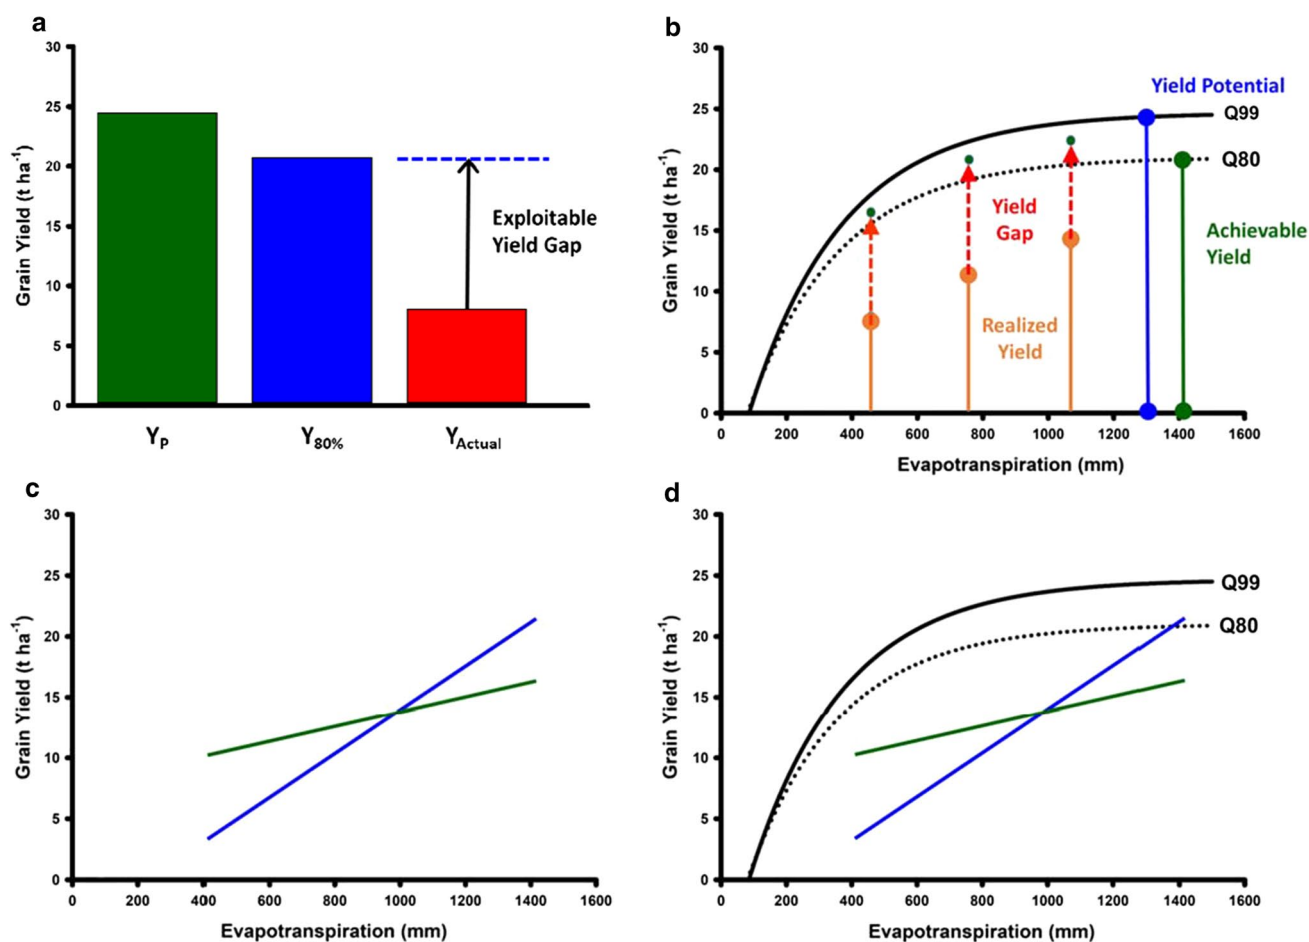 a
30
25
20
15
10
5
0
Grain Yield (t ha-1)
Exploitable
Yield Gap
YP
Y80%
YActual
b
30
25
20
15
10
5
0
Grain Yield (t ha-1)
Yield Potential
Q99
Q80
Yield
Gap
Achievable
Yield
Realized
Yield
0 200 400 600 800 1000 1200 1400 1600
Evapotranspiration (mm)
c
30
25
20
15
10
5
0
Grain Yield (t ha-1)
0 200 400 600 800 1000 1200 1400 1600
Evapotranspiration (mm)
d
30
25
20
15
10
5
0
Grain Yield (t ha-1)
Q99
Q80
0 200 400 600 800 1000 1200 1400 1600
Evapotranspiration (mm)